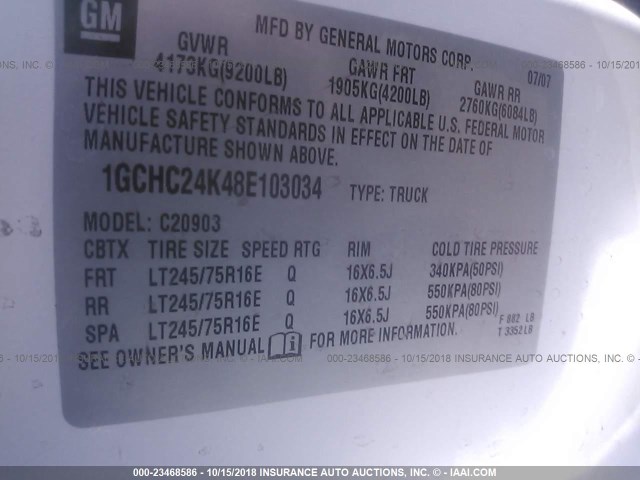 GM
MFD BY GENERAL MOTORS CORP. 07/07
GVWR GAWR FRT GAWR RR
4175KG(9200LB) 1905KG(4200LB) 2760KG(6084LB)
THIS VEHICLE CONFORMS TO ALL APPLICABLE U.S. FEDERAL MOTOR
VEHICLE SAFETY STANDARDS IN EFFECT ON THE DATE OF
MANUFACTURE SHOWN ABOVE.
1GCHC24K48E103034 TYPE: TRUCK
MODEL: C20903
CBTX TIRE SIZE SPEED RTG RIM COLD TIRE PRESSURE
FRT LT245/75R16E Q 16X6.5J 340KPA(50PSI)
RR LT245/75R16E Q 16X6.5J 550KPA(80PSI)
SPA LT245/75R16E Q 16X6.5J 550KPA(80PSI)
F 882 LB
T 3352LB
SEE OWNER'S MANUAL i FOR MORE INFORMATION.
000-23468586 - 10/15/2018 - INSURANCE AUTO AUCTIONS, INC. - © IAAI.COM